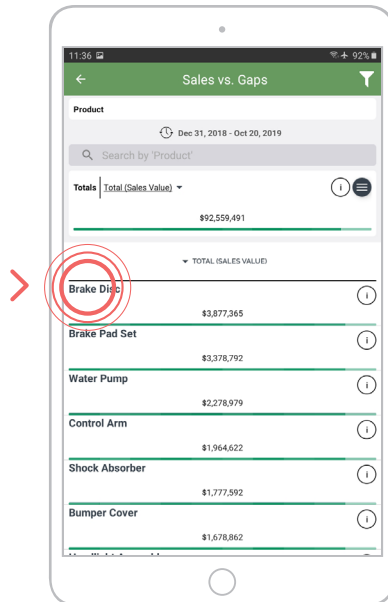 11:36 92%
Sales vs. Gaps
Product
Dec 31, 2018 - Oct 20, 2019
Search by 'Product'
Totals Total (Sales Value)
i
$92,559,491
TOTAL (SALES VALUE)
Brake Disc
i
$3,877,365
Brake Pad Set
i
$3,378,792
Water Pump
i
$2,278,979
Control Arm
i
$1,964,622
Shock Absorber
i
$1,777,592
Bumper Cover
i
$1,678,862